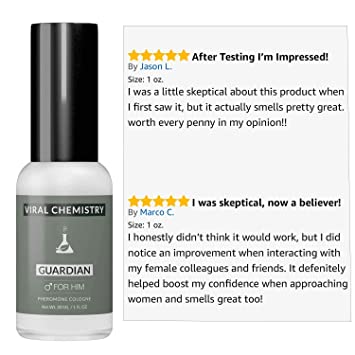 VIRAL CHEMISTRY
GUARDIAN
♂ FOR HIM
PHEROMONE COLOGNE
After Testing I'm Impressed!
By Jason L.
Size: 1 oz.
I was a little skeptical about this product when
I first saw it, but it actually smells pretty great.
worth every penny in my opinion!!
I was skeptical, now a believer!
By Marco C.
Size: 1 oz.
I honestly didn't think it would work, but I did
notice an improvement when interacting with
my female colleagues and friends. It defenitely
helped boost my confidence when approaching
women and smells great too!